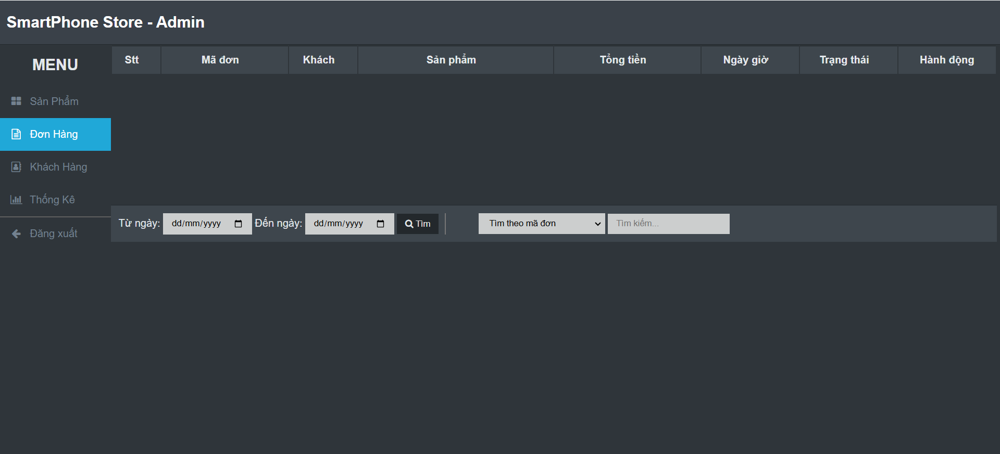 SmartPhone Store - Admin
MENU
Sản Phẩm
Đơn Hàng
Khách Hàng
Thống Kê
Đăng xuất
Stt Mã đơn Khách Sản phẩm Tổng tiền Ngày giờ Trạng thái Hành động
Từ ngày: dd/mm/yyyy Đến ngày: dd/mm/yyyy Tìm Tìm theo mã đơn Tìm kiếm...